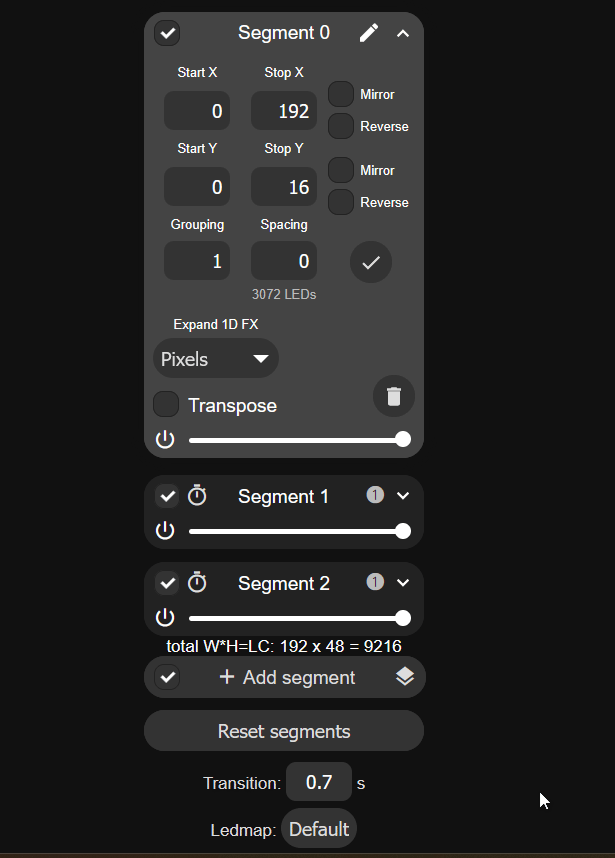 Segment 0
Start X Stop X
0 192 Mirror
Reverse
Start Y Stop Y
0 16 Mirror
Reverse
Grouping Spacing
1 0
3072 LEDs
Expand 1D FX
Pixels
Transpose
Segment 1 1
Segment 2 1
total W*H=LC: 192 x 48 = 9216
+ Add segment
Reset segments
Transition: 0.7 s
Ledmap: Default